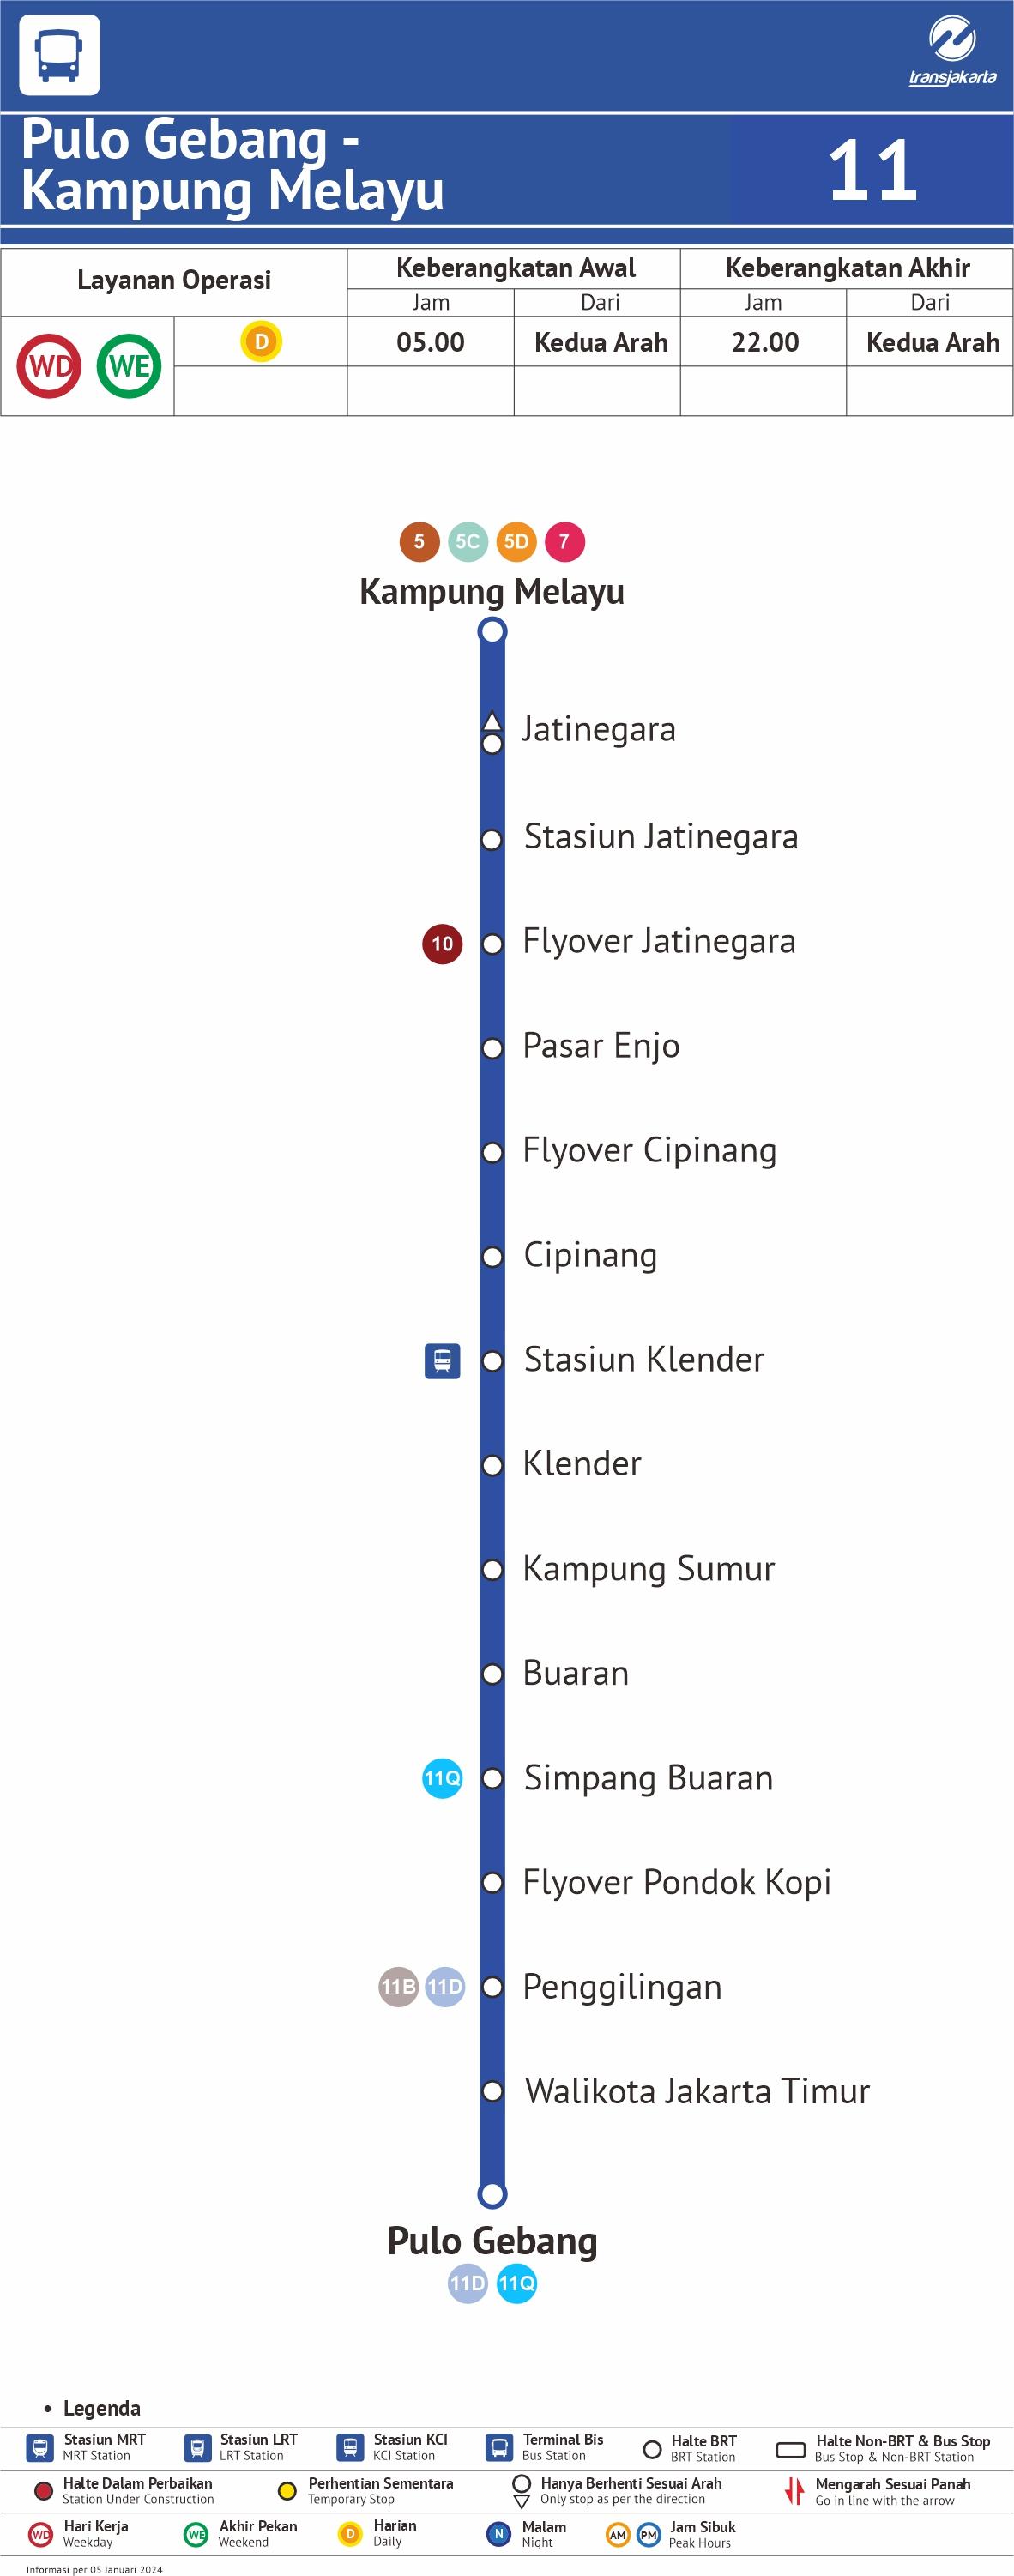 transjakarta
Pulo Gebang -
Kampung Melayu
11
Layanan Operasi
Keberangkatan Awal
Keberangkatan Akhir
Jam
Dari
Jam
Dari
WD
WE
D
05.00
Kedua Arah
22.00
Kedua Arah
5 5C 5D 7
Kampung Melayu
Jatinegara
Stasiun Jatinegara
10 Flyover Jatinegara
Pasar Enjo
Flyover Cipinang
Cipinang
Stasiun Klender
Klender
Kampung Sumur
Buaran
11Q Simpang Buaran
Flyover Pondok Kopi
11B 11D Penggilingan
Walikota Jakarta Timur
Pulo Gebang
11D 11Q
• Legenda
Stasiun MRT
MRT Station
Stasiun LRT
LRT Station
Stasiun KCI
KCI Station
Terminal Bis
Bus Station
Halte BRT
BRT Station
Halte Non-BRT & Bus Stop
Bus Stop & Non-BRT Station
Halte Dalam Perbaikan
Station Under Construction
Perhentian Sementara
Temporary Stop
Hanya Berhenti Sesuai Arah
Only stop as per the direction
Mengarah Sesuai Panah
Go in line with the arrow
WD
Hari Kerja
Weekday
WE
Akhir Pekan
Weekend
D
Harian
Daily
N
Malam
Night
AM PM
Jam Sibuk
Peak Hours
Informasi per 05 Januari 2024